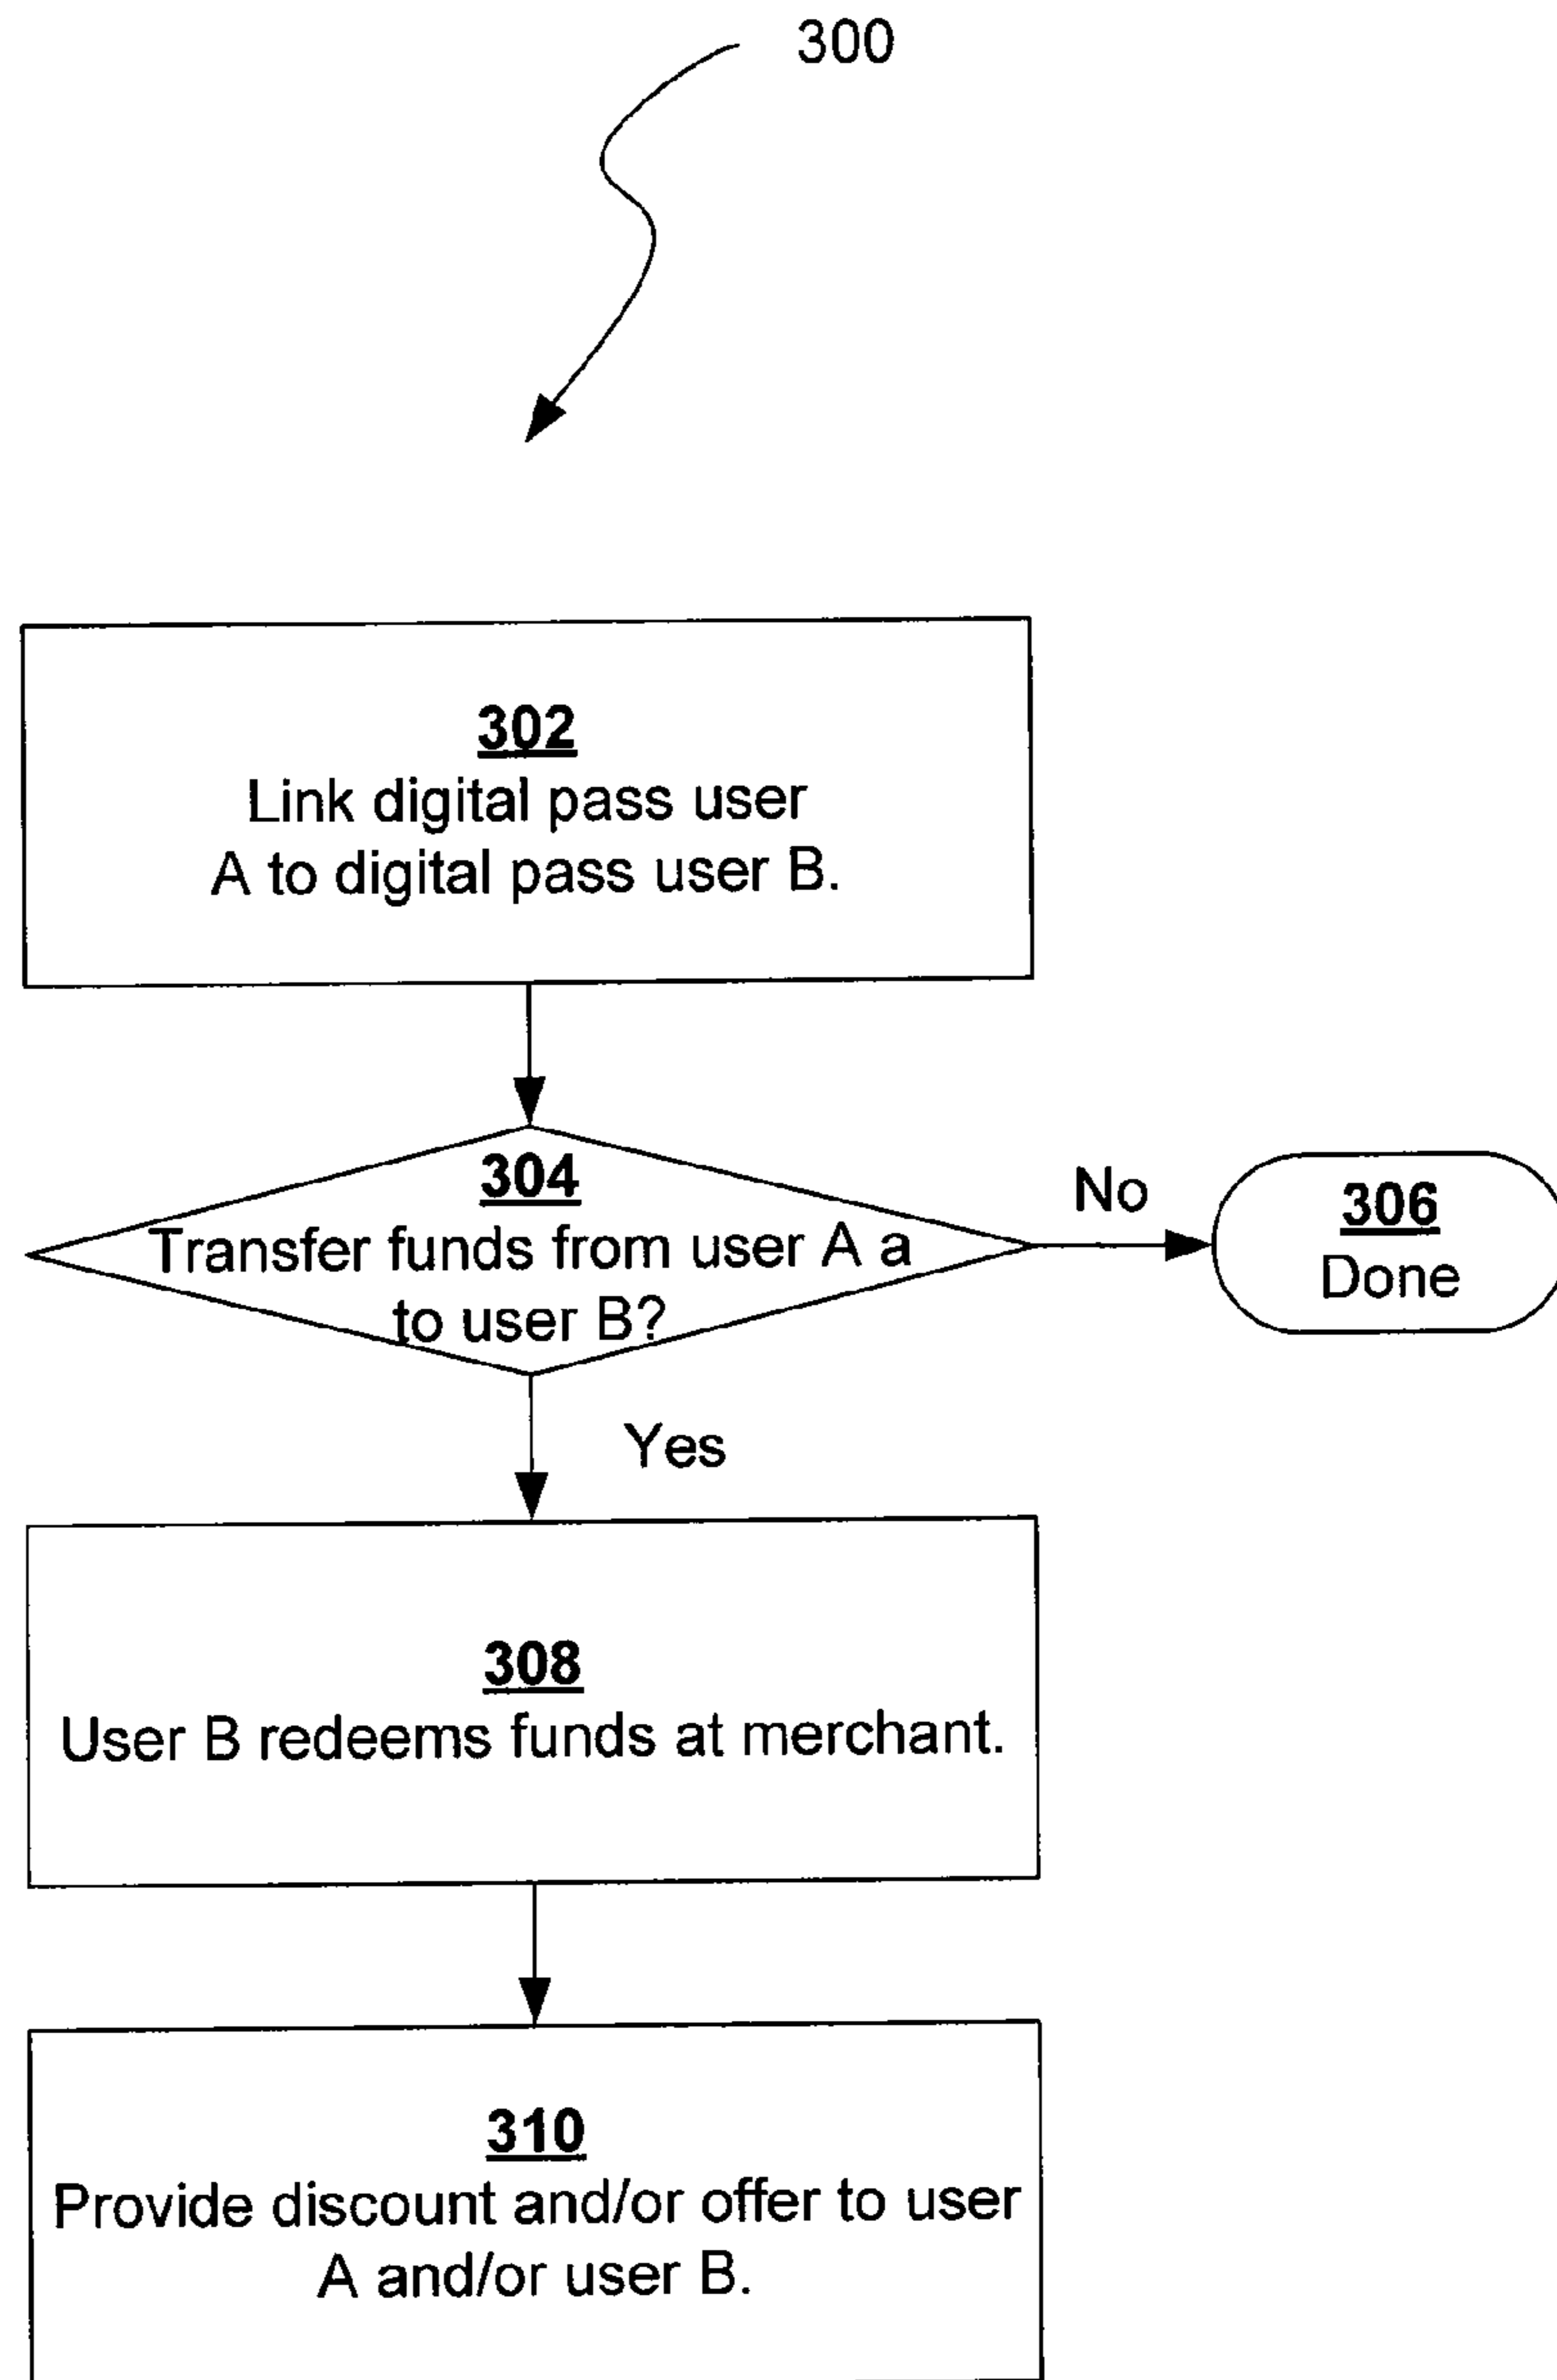 300
302
Link digital pass user
A to digital pass user B.
304
Transfer funds from user A a
to user B?
No
306
Done
Yes
308
User B redeems funds at merchant.
310
Provide discount and/or offer to user
A and/or user B.